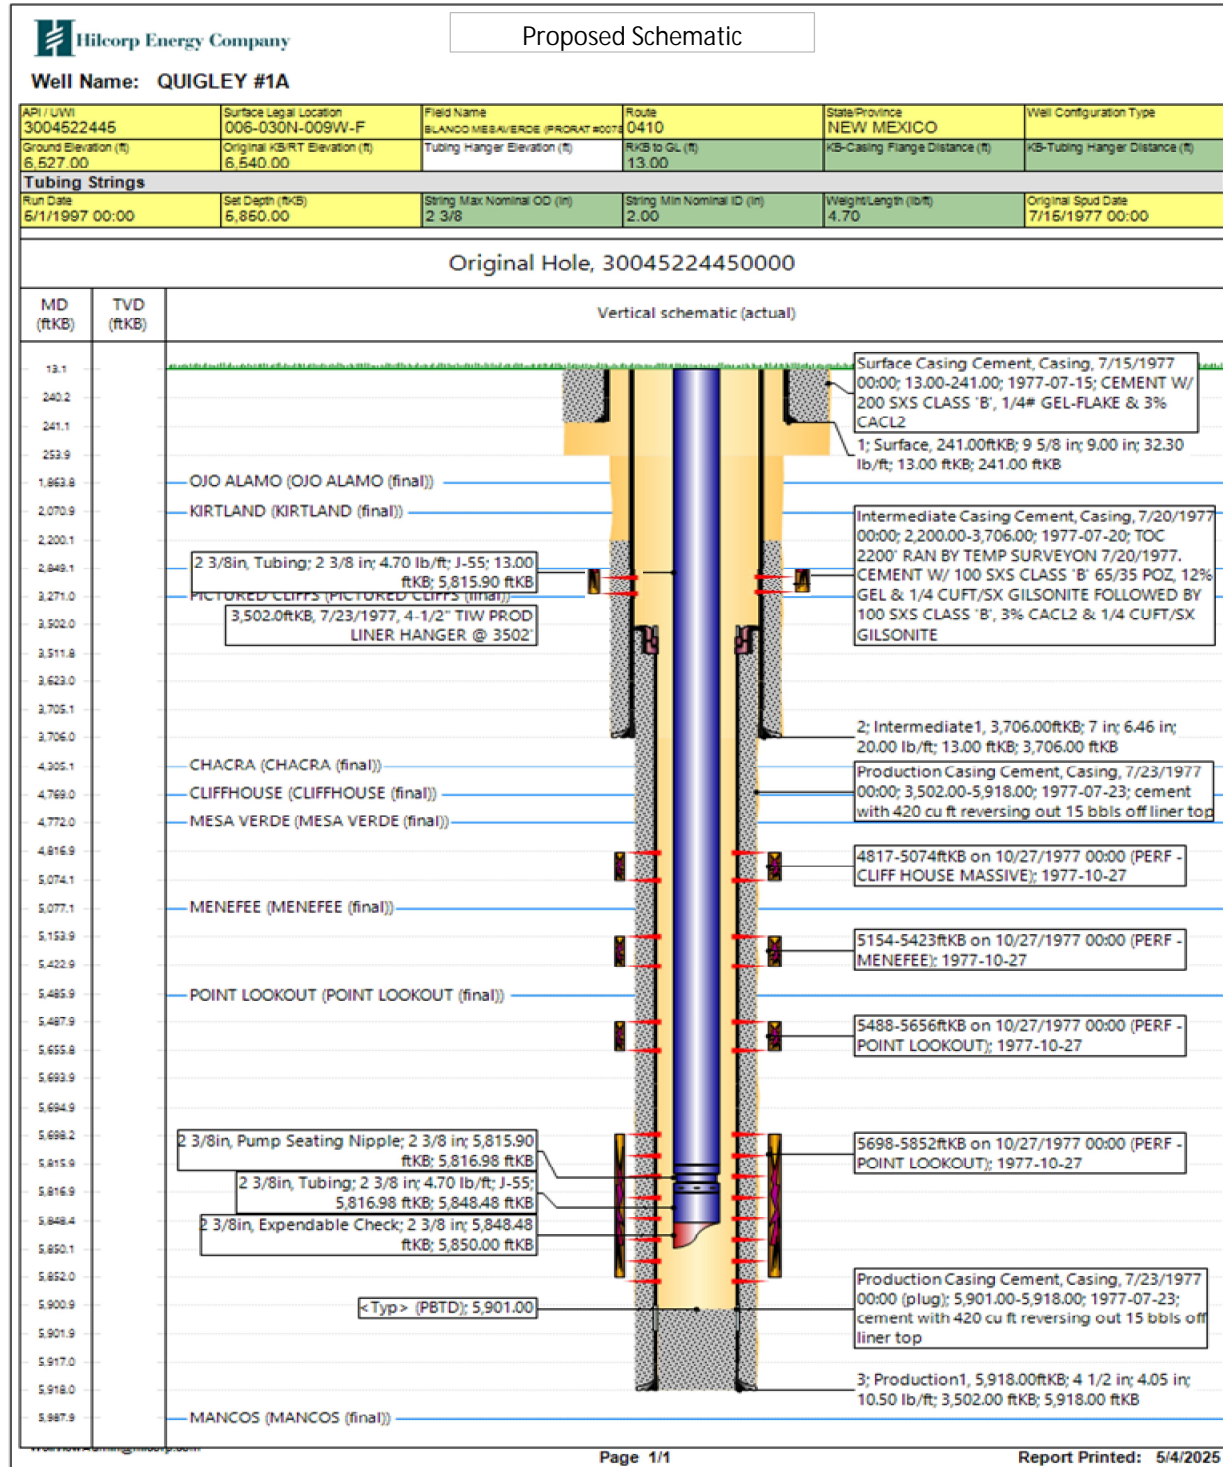 Hilcorp Energy Company
Proposed Schematic
Well Name: QUIGLEY #1A
API / UWI
3004522445
Surface Legal Location
006-030N-009W-F
Field Name
BLANCO MESAVERDE (PRORAT #0078
Route
0410
State/Province
NEW MEXICO
Well Configuration Type
Ground Elevation (ft)
6,527.00
Original KB/RT Elevation (ft)
6,540.00
Tubing Hanger Elevation (ft)
RKB to GL (ft)
13.00
KB-Casing Flange Distance (ft)
KB-Tubing Hanger Distance (ft)
Tubing Strings
Run Date
6/1/1997 00:00
Set Depth (ftKB)
5,850.00
String Max Nominal OD (in)
2 3/8
String Min Nominal ID (in)
2.00
Weight/Length (lb/ft)
4.70
Original Spud Date
7/15/1977 00:00
Original Hole, 30045224450000
MD
(ftKB)
TVD
(ftKB)
Vertical schematic (actual)
13.1
240.2
241.1
253.9
1,863.8
2,070.9
2,200.1
2,849.1
3,271.0
3,502.0
3,511.8
3,623.0
3,705.1
3,706.0
4,305.1
4,769.0
4,772.0
4,816.9
5,074.1
5,077.1
5,153.9
5,422.9
5,485.9
5,487.9
5,655.8
5,693.9
5,694.9
5,698.2
5,815.9
5,816.9
5,848.4
5,850.1
5,852.0
5,900.9
5,901.9
5,917.0
5,918.0
5,987.9
OJO ALAMO (OJO ALAMO (final))
KIRTLAND (KIRTLAND (final))
2 3/8in, Tubing; 2 3/8 in; 4.70 lb/ft; J-55; 13.00
ftKB; 5,815.90 ftKB
PICTURED CLIFFS (PICTURED CLIFFS (final))
3,502.0ftKB, 7/23/1977, 4-1/2" TIW PROD
LINER HANGER @ 3502'
CHACRA (CHACRA (final))
CLIFFHOUSE (CLIFFHOUSE (final))
MESA VERDE (MESA VERDE (final))
MENEFEE (MENEFEE (final))
POINT LOOKOUT (POINT LOOKOUT (final))
2 3/8in, Pump Seating Nipple; 2 3/8 in; 5,815.90
ftKB; 5,816.98 ftKB
2 3/8in, Tubing; 2 3/8 in; 4.70 lb/ft; J-55;
5,816.98 ftKB; 5,848.48 ftKB
2 3/8in, Expendable Check; 2 3/8 in; 5,848.48
ftKB; 5,850.00 ftKB
<Typ> (PBTD); 5,901.00
MANCOS (MANCOS (final))
Surface Casing Cement, Casing, 7/15/1977
00:00; 13.00-241.00; 1977-07-15; CEMENT W/
200 SXS CLASS 'B', 1/4# GEL-FLAKE & 3%
CACL2
1; Surface, 241.00ftKB; 9 5/8 in; 9.00 in; 32.30
lb/ft; 13.00 ftKB; 241.00 ftKB
Intermediate Casing Cement, Casing, 7/20/1977
00:00; 2,200.00-3,706.00; 1977-07-20; TOC
2200' RAN BY TEMP SURVEYON 7/20/1977.
CEMENT W/ 100 SXS CLASS 'B' 65/35 POZ, 12%
GEL & 1/4 CUFT/SX GILSONITE FOLLOWED BY
100 SXS CLASS 'B', 3% CACL2 & 1/4 CUFT/SX
GILSONITE
2; Intermediate1, 3,706.00ftKB; 7 in; 6.46 in;
20.00 lb/ft; 13.00 ftKB; 3,706.00 ftKB
Production Casing Cement, Casing, 7/23/1977
00:00; 3,502.00-5,918.00; 1977-07-23; cement
with 420 cu ft reversing out 15 bbls off liner top
4817-5074ftKB on 10/27/1977 00:00 (PERF -
CLIFF HOUSE MASSIVE); 1977-10-27
5154-5423ftKB on 10/27/1977 00:00 (PERF -
MENEFEE); 1977-10-27
5488-5656ftKB on 10/27/1977 00:00 (PERF -
POINT LOOKOUT); 1977-10-27
5698-5852ftKB on 10/27/1977 00:00 (PERF -
POINT LOOKOUT); 1977-10-27
Production Casing Cement, Casing, 7/23/1977
00:00 (plug); 5,901.00-5,918.00; 1977-07-23;
cement with 420 cu ft reversing out 15 bbls off
liner top
3; Production1, 5,918.00ftKB; 4 1/2 in; 4.05 in;
10.50 lb/ft; 3,502.00 ftKB; 5,918.00 ftKB
Page 1/1
Report Printed: 5/4/2025